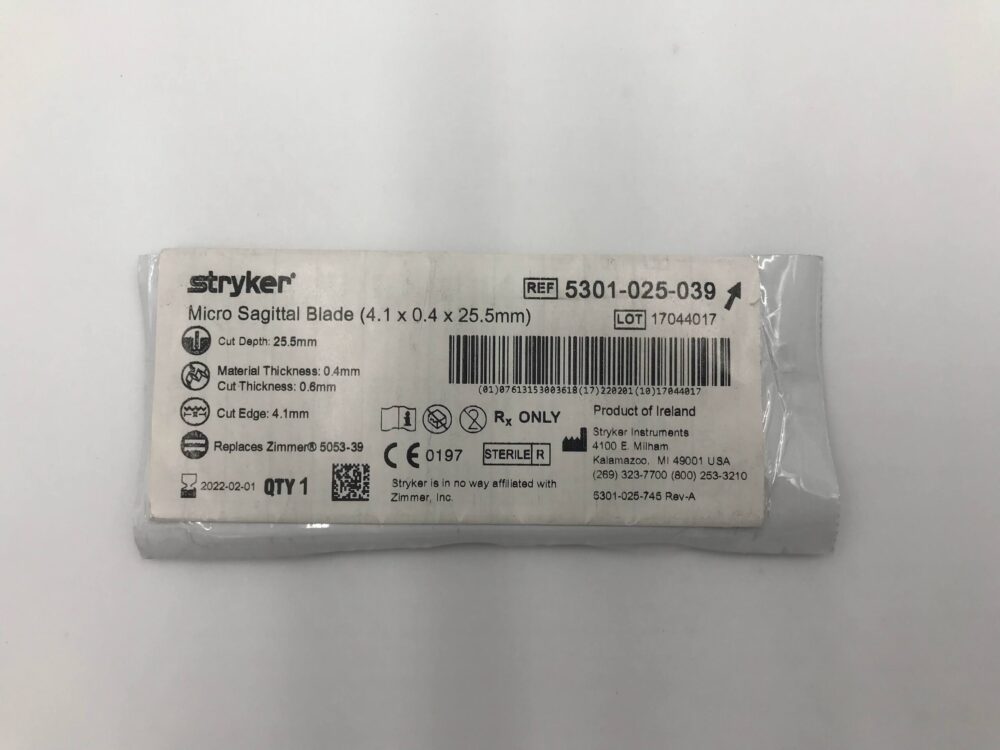 stryker®
REF 5301-025-039
Micro Sagittal Blade (4.1 x 0.4 x 25.5mm)
LOT 17044017
Cut Depth: 25.5mm
(01)07613153003618(17)220201(10)17044017
Material Thickness: 0.4mm
Cut Thickness: 0.6mm
Cut Edge: 4.1mm
Rx ONLY
Product of Ireland
Replaces Zimmer® 5053-39
CE 0197
STERILE R
Stryker Instruments
4100 E. Milham
Kalamazoo, MI 49001 USA
(269) 323-7700 (800) 253-3210
2022-02-01 QTY 1
Stryker is in no way affiliated with
Zimmer, Inc.
5301-025-745 Rev-A